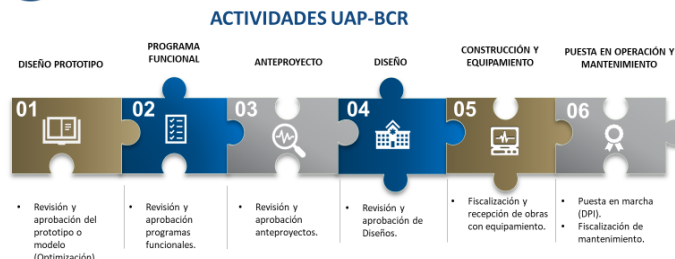 ACTIVIDADES UAP-BCR
DISEÑO PROTOTIPO
PROGRAMA
FUNCIONAL
ANTEPROYECTO
DISEÑO
CONSTRUCCIÓN Y
EQUIPAMIENTO
PUESTA EN OPERACIÓN Y
MANTENIMIENTO
01
02
03
04
05
06
• Revisión y
aprobación del
prototipo o
modelo
(Optimización)
• Revisión y
aprobación
programas
funcionales.
• Revisión y
aprobación
anteproyectos.
• Revisión y
aprobación de
Diseños.
• Fiscalización y
recepción de obras
con equipamiento.
• Puesta en marcha
(DPI).
• Fiscalización de
mantenimiento.